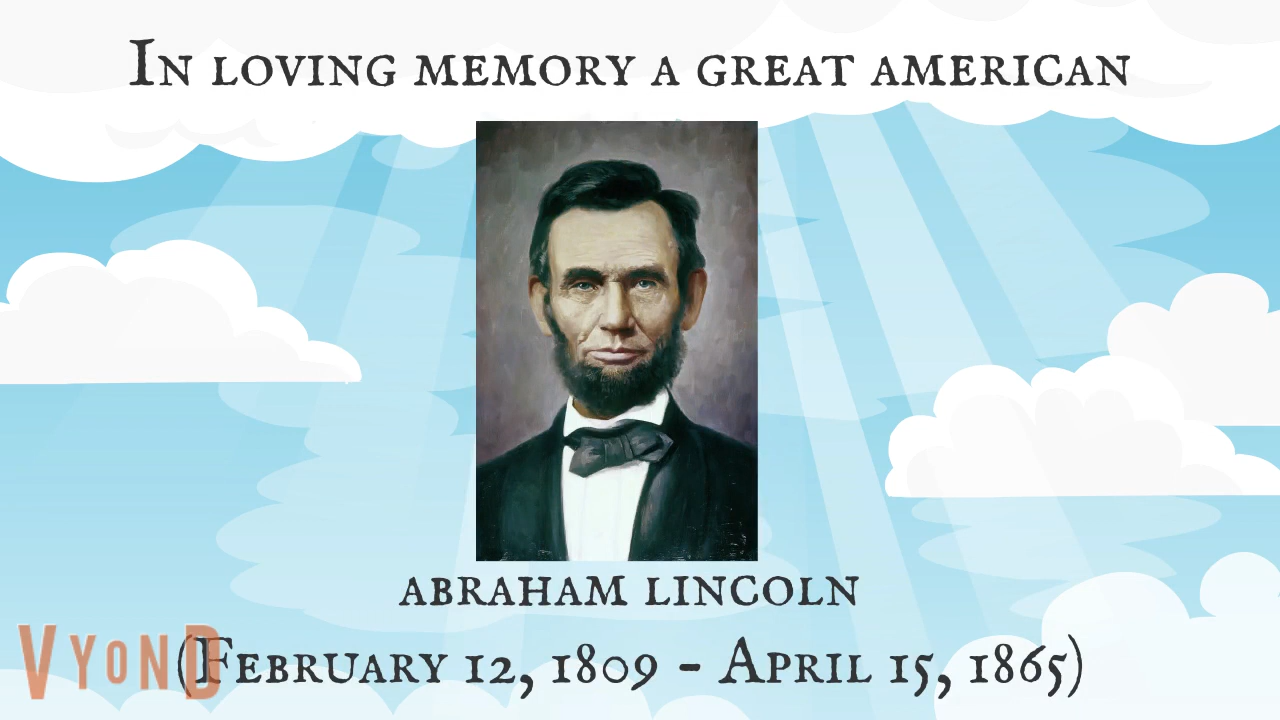 In loving memory a great american
abraham lincoln
(February 12, 1809 - April 15, 1865)
Vyond